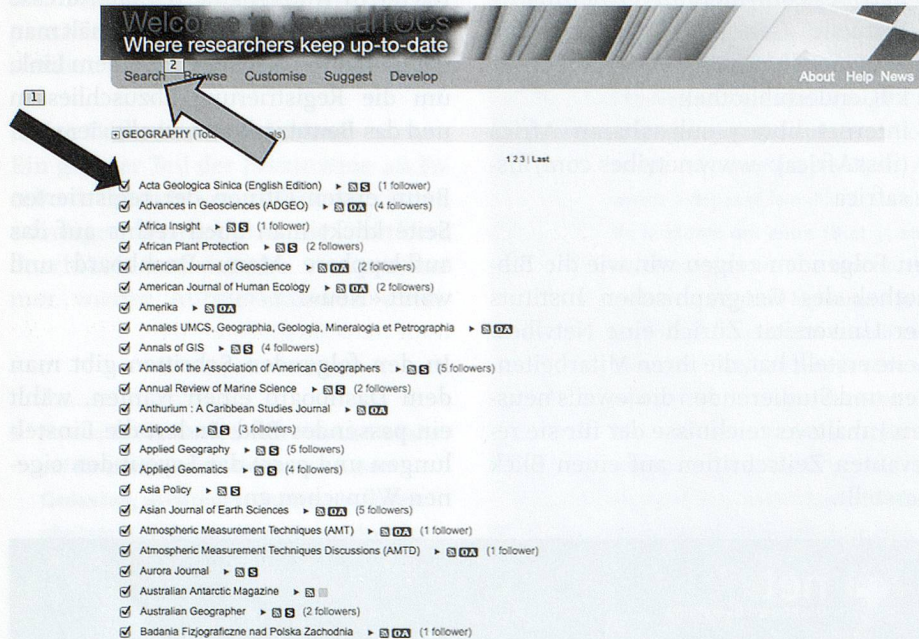 Welcome to JournalTOCs
Where researchers keep up-to-date
2
Search Browse Customise Suggest Develop
About Help News
1
GEOGRAPHY
1 2 3 | Last
Acta Geologica Sinica (English Edition) S (1 follower)
Advances in Geosciences (ADGEO) OA (4 followers)
Africa Insight S (1 follower)
African Plant Protection S (2 followers)
American Journal of Geoscience OA (2 followers)
American Journal of Human Ecology OA (2 followers)
Amerika OA
Annales UMCS, Geographia, Geologia, Mineralogia et Petrographia OA
Annals of GIS S (4 followers)
Annals of the Association of American Geographers S (5 followers)
Annual Review of Marine Science S (2 followers)
Anthurium : A Caribbean Studies Journal OA
Antipode S (3 followers)
Applied Geography S (5 followers)
Applied Geomatics S (4 followers)
Asia Policy S
Asian Journal of Earth Sciences OA (5 followers)
Atmospheric Measurement Techniques (AMT) OA (1 follower)
Atmospheric Measurement Techniques Discussions (AMTD) OA (1 follower)
Aurora Journal S
Australian Antarctic Magazine
Australian Geographer S (2 followers)
Badania Fizjograficzne nad Polska Zachodnia OA (1 follower)